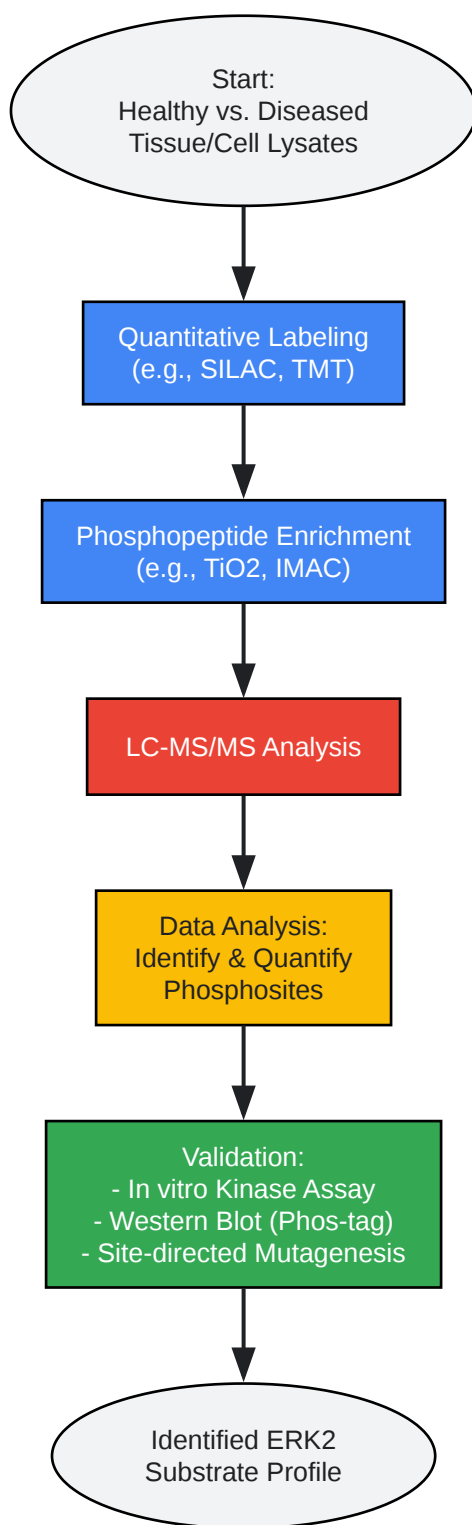 Start:
Healthy vs. Diseased
Tissue/Cell Lysates
Quantitative Labeling
(e.g., SILAC, TMT)
Phosphopeptide Enrichment
(e.g., TiO2, IMAC)
LC-MS/MS Analysis
Data Analysis:
Identify & Quantify
Phosphosites
Validation:
- In vitro Kinase Assay
- Western Blot (Phos-tag)
- Site-directed Mutagenesis
Identified ERK2
Substrate Profile